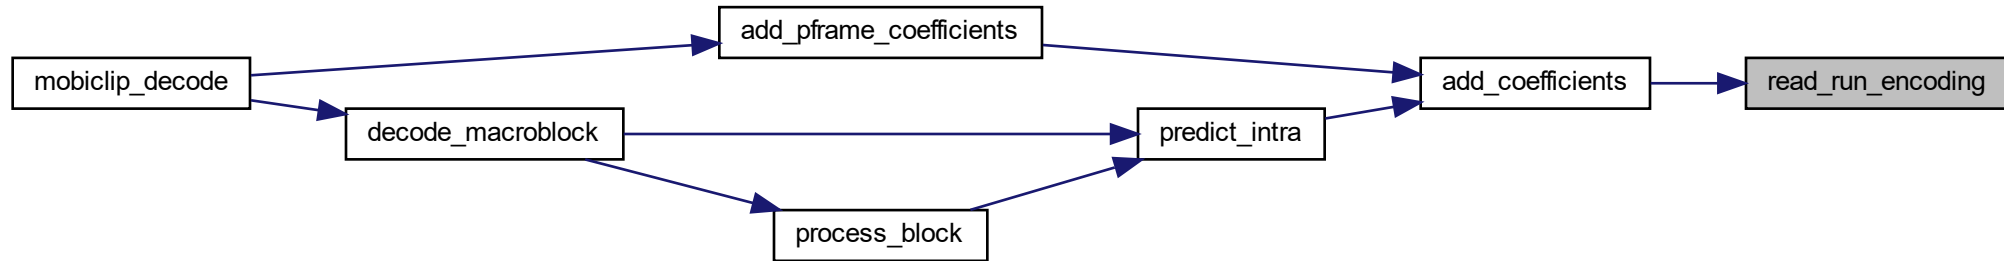 add_pframe_coefficients
mobiclip_decode
add_coefficients
read_run_encoding
decode_macroblock
predict_intra
process_block